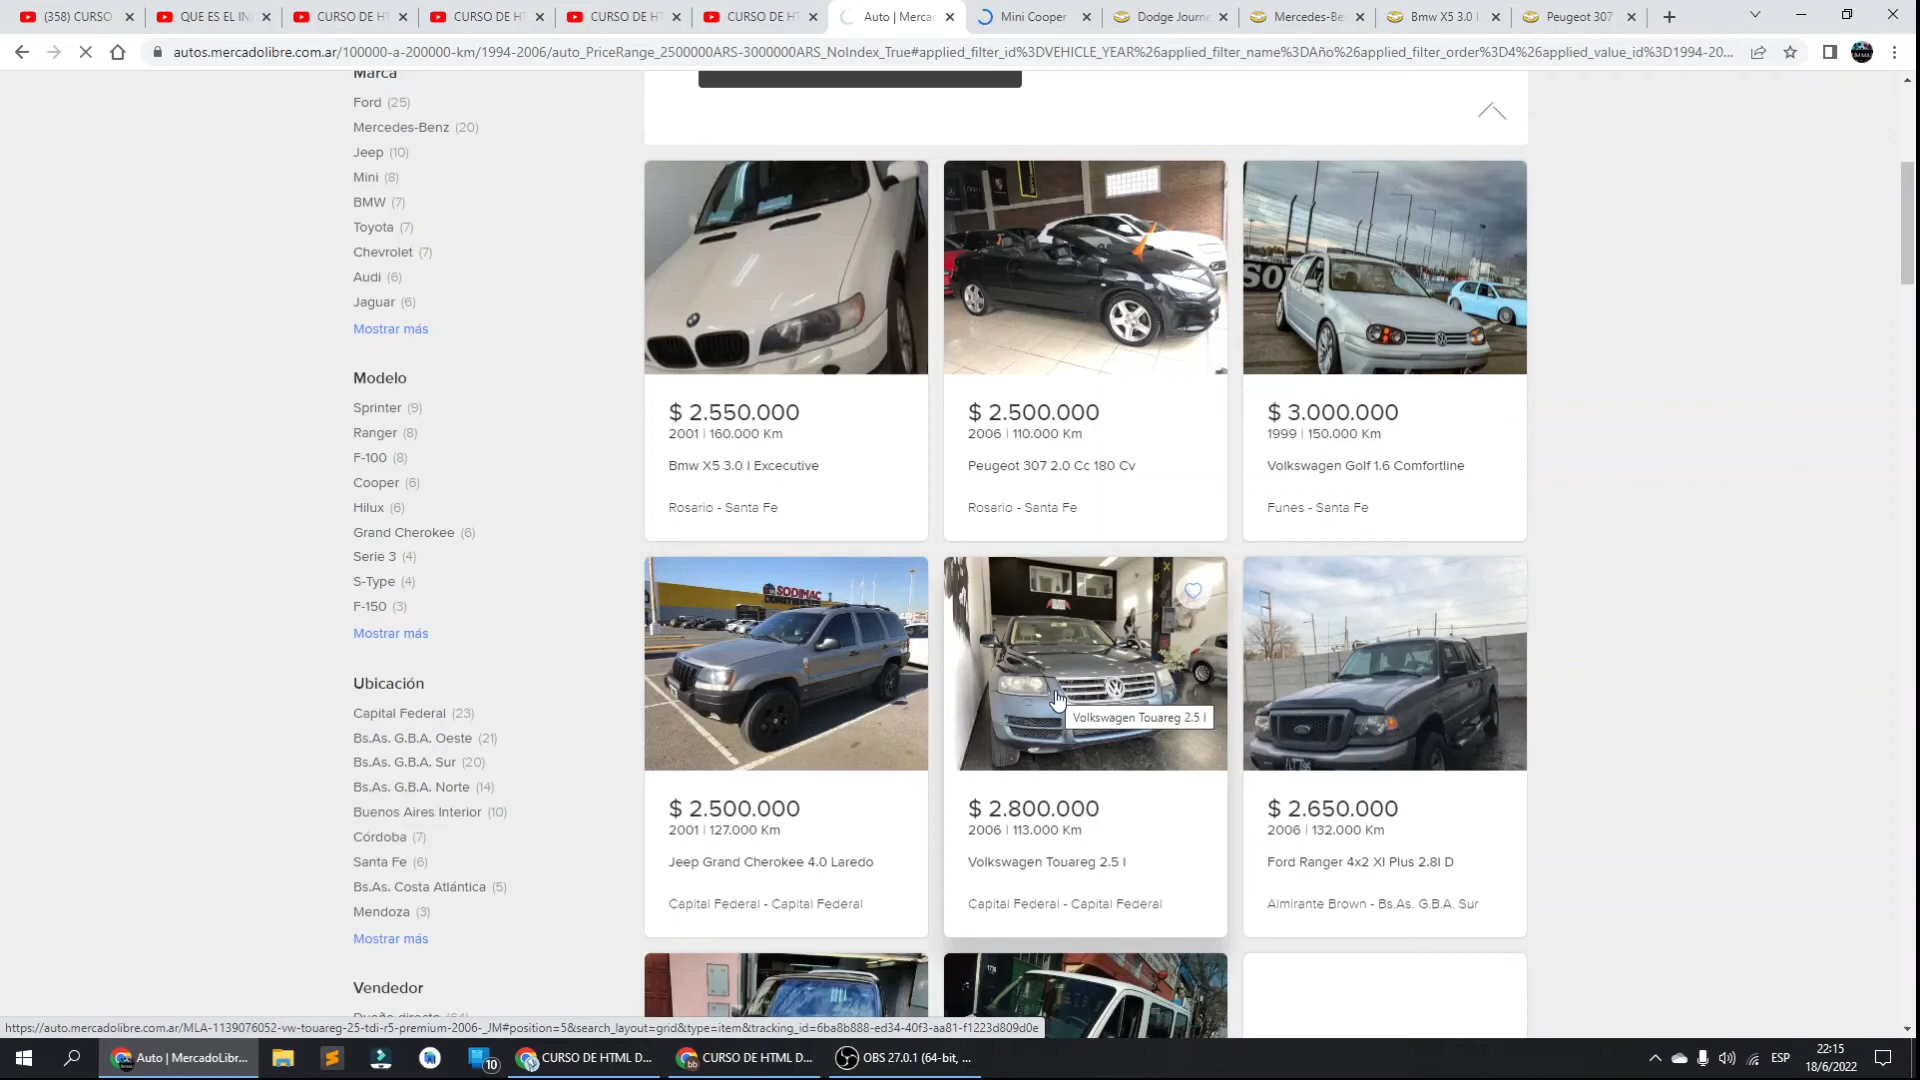 (358) CURSO
QUE ES EL IN
CURSO DE HT
CURSO DE HT
CURSO DE HT
CURSO DE HT
Auto | Merca
Mini Cooper
Dodge Journe
Mercedes-Be
Bmw X5 3.0 I
Peugeot 307
autos.mercadolibre.com.ar/100000-a-200000-km/1994-2006/auto_PriceRange_2500000ARS-3000000ARS_NoIndex_True#applied_filter_id%3DVEHICLE_YEAR%26applied_filter_name%3DAño%26applied_filter_order%3D4%26applied_value_id%3D1994-20...
Marca
Ford (25)
Mercedes-Benz (20)
Jeep (10)
Mini (8)
BMW (7)
Toyota (7)
Chevrolet (7)
Audi (6)
Jaguar (6)
Mostrar más
Modelo
Sprinter (9)
Ranger (8)
F-100 (8)
Cooper (6)
Hilux (6)
Grand Cherokee (6)
Serie 3 (4)
S-Type (4)
F-150 (3)
Mostrar más
Ubicación
Capital Federal (23)
Bs.As. G.B.A. Oeste (21)
Bs.As. G.B.A. Sur (20)
Bs.As. G.B.A. Norte (14)
Buenos Aires Interior (10)
Córdoba (7)
Santa Fe (6)
Bs.As. Costa Atlántica (5)
Mendoza (3)
Mostrar más
Vendedor
Dueño directo (64)
$ 2.550.000
2001 | 160.000 Km
Bmw X5 3.0 I Excecutive
Rosario - Santa Fe
$ 2.500.000
2006 | 110.000 Km
Peugeot 307 2.0 Cc 180 Cv
Rosario - Santa Fe
$ 3.000.000
1999 | 150.000 Km
Volkswagen Golf 1.6 Comfortline
Funes - Santa Fe
SODIMAC
$ 2.500.000
2001 | 127.000 Km
Jeep Grand Cherokee 4.0 Laredo
Capital Federal - Capital Federal
Volkswagen Touareg 2.5 I
$ 2.800.000
2006 | 113.000 Km
Volkswagen Touareg 2.5 I
Capital Federal - Capital Federal
$ 2.650.000
2006 | 132.000 Km
Ford Ranger 4x2 Xl Plus 2.8l D
Almirante Brown - Bs.As. G.B.A. Sur
https://auto.mercadolibre.com.ar/MLA-1139076052-vw-touareg-25-tdi-r5-premium-2006-_JM#position=5&search_layout=grid&type=item&tracking_id=6ba8b888-ed34-40f3-aa81-f1223d809d0e
Auto | MercadoLibr...
10
CURSO DE HTML D...
CURSO DE HTML D...
OBS 27.0.1 (64-bit, ...
ESP
22:15
18/6/2022